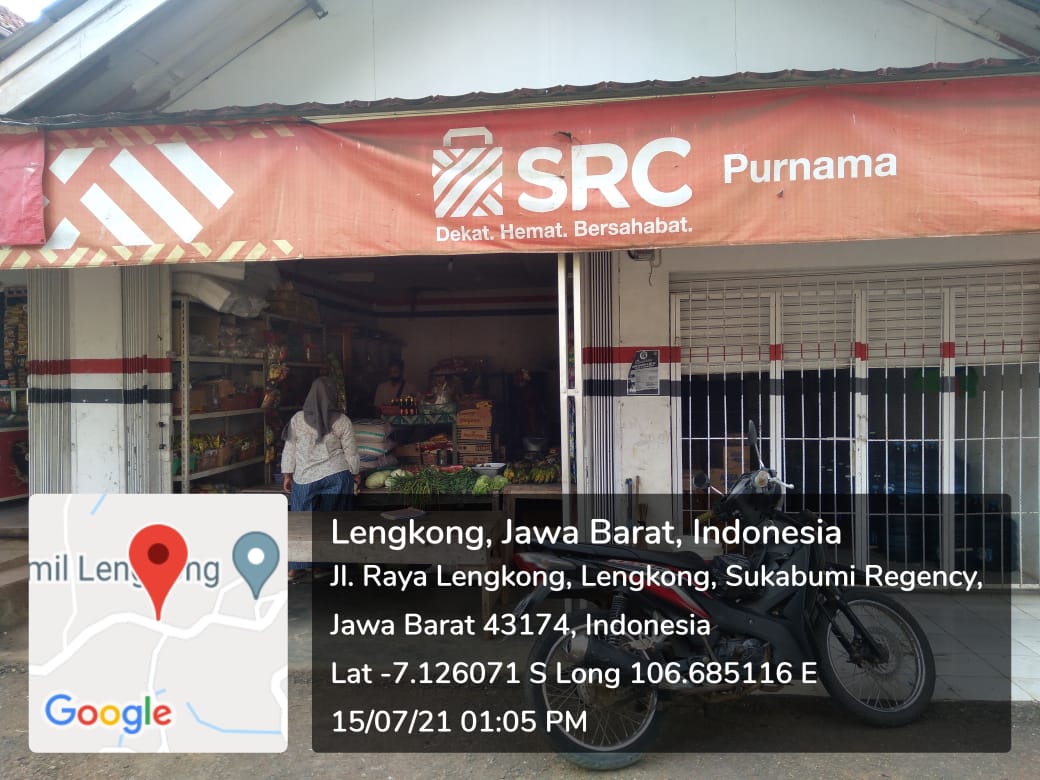 SRC
Purnama
Dekat. Hemat. Bersahabat.
mil Lengkong
Google
Lengkong, Jawa Barat, Indonesia
Jl. Raya Lengkong, Lengkong, Sukabumi Regency,
Jawa Barat 43174, Indonesia
Lat -7.126071 S Long 106.685116 E
15/07/21 01:05 PM